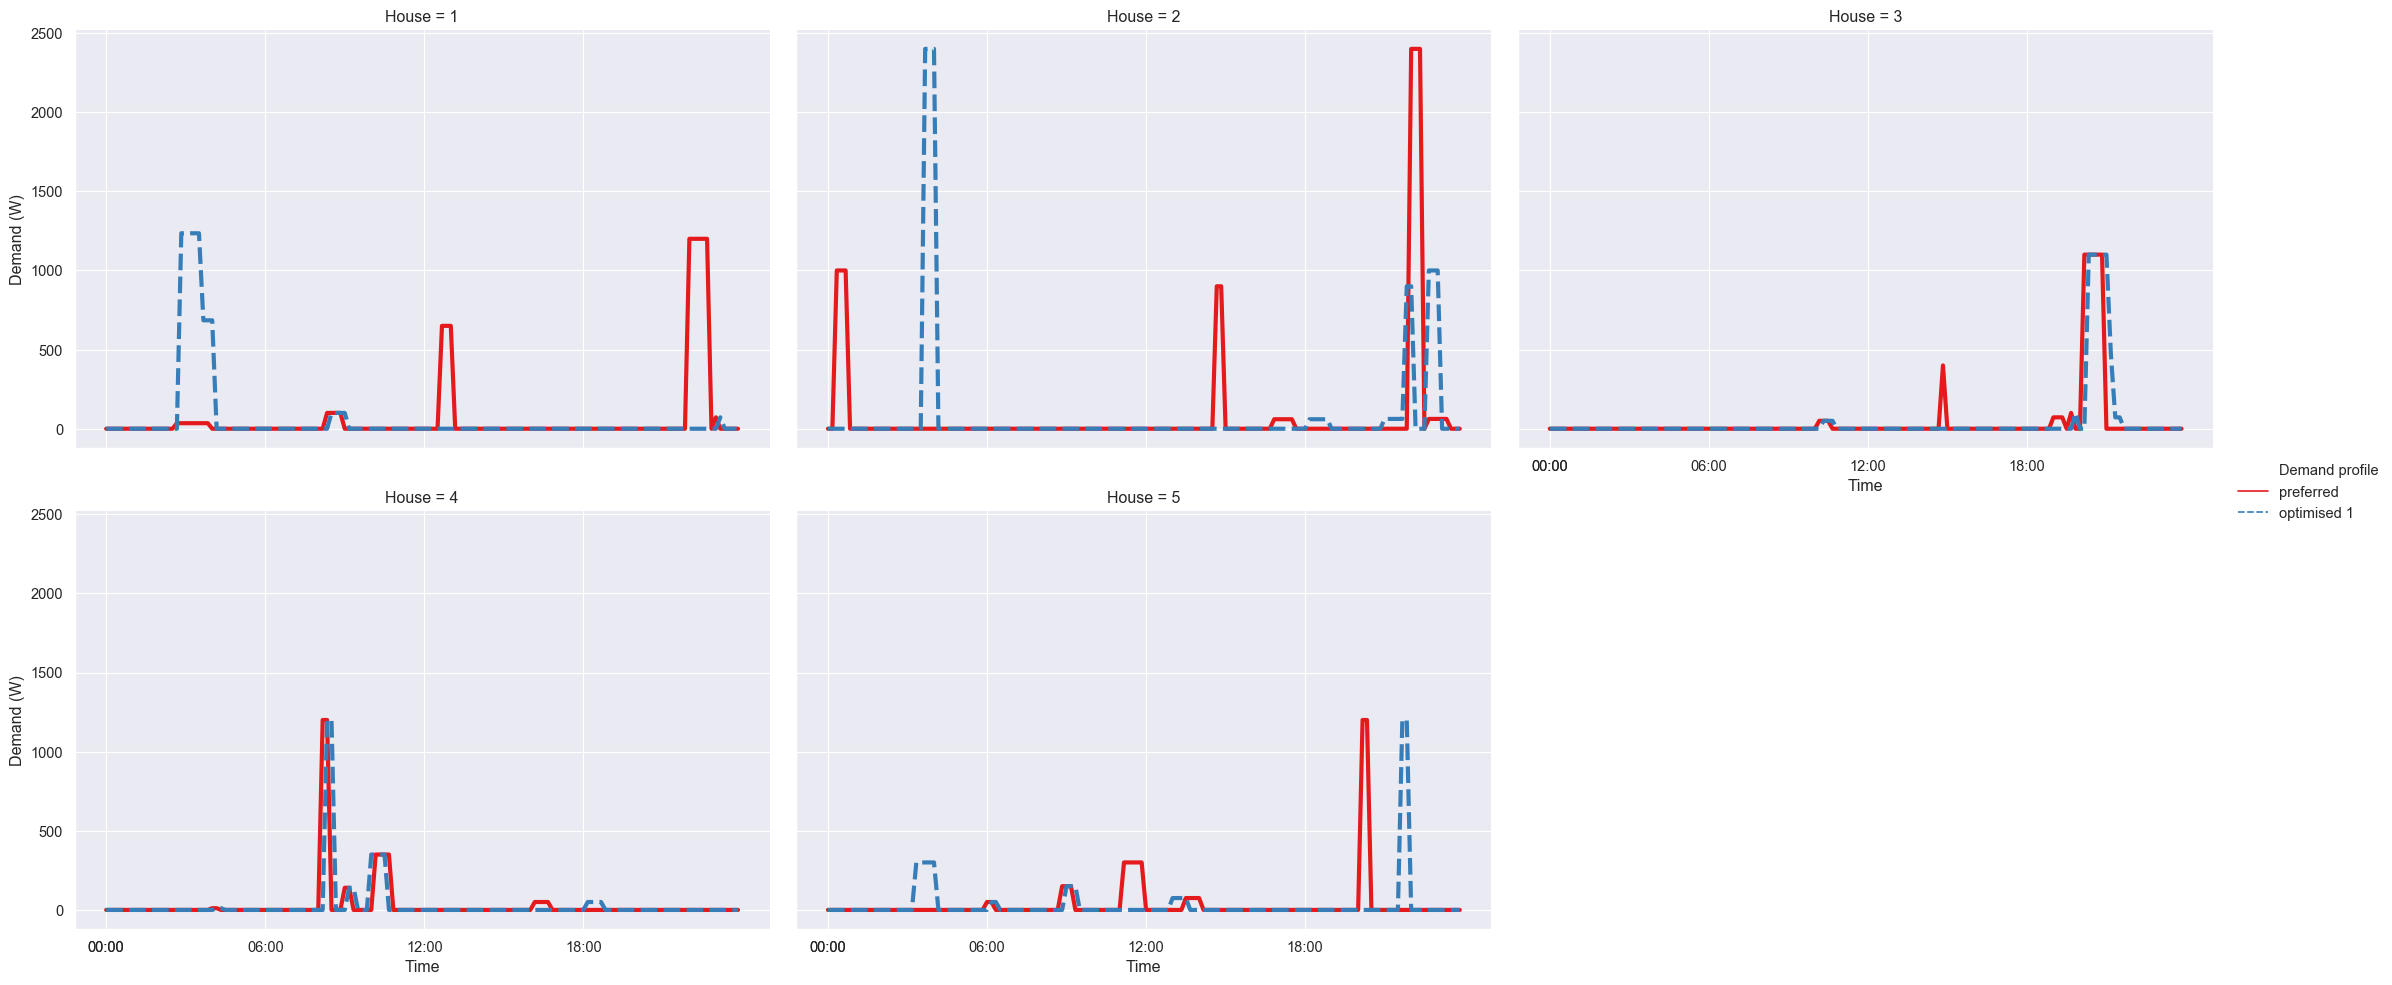 House = 1
House = 2
House = 3
2500
2000
1500
1000
500
0
Demand (W)
00:00
06:00
12:00
18:00
Time
Demand profile
preferred
optimised 1
House = 4
House = 5
2500
2000
1500
1000
500
0
Demand (W)
00:00
06:00
12:00
18:00
Time
00:00
06:00
12:00
18:00
Time